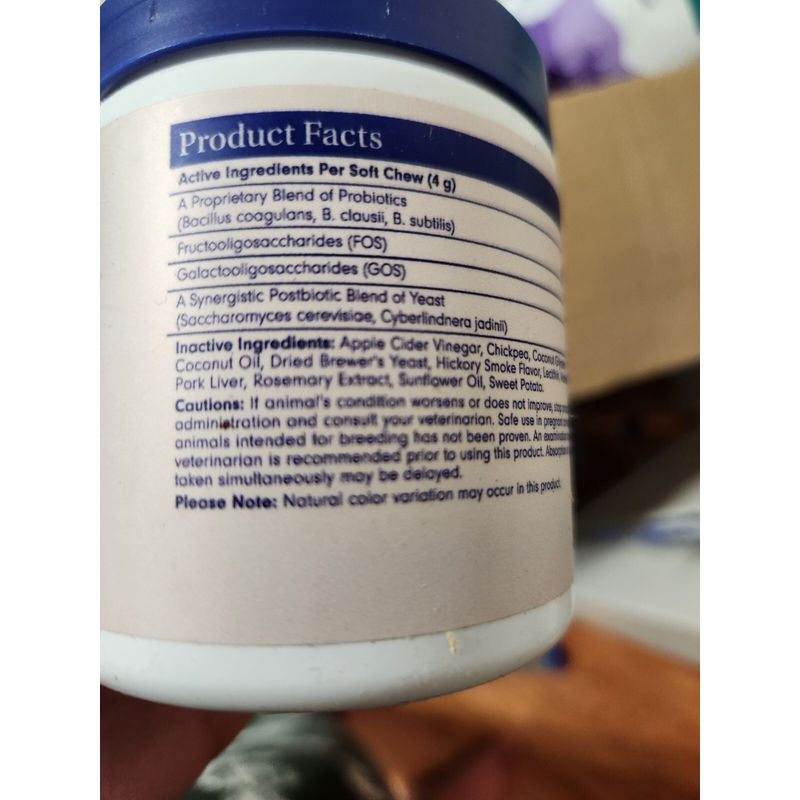 Product Facts
Active Ingredients Per Soft Chew (4 g)
A Proprietary Blend of Probiotics
(Bacillus coagulans, B. clausii, B. subtilis)
Fructooligosaccharides (FOS)
Galactooligosaccharides (GOS)
A Synergistic Postbiotic Blend of Yeast
(Saccharomyces cerevisiae, Cyberlindnera jadinii)
Inactive Ingredients: Apple Cider Vinegar, Chickpea, Coconut
Coconut Oil, Dried Brewer's Yeast, Hickory Smoke Flavor, Lecithin,
Pork Liver, Rosemary Extract, Sunflower Oil, Sweet Potato.
Cautions: If animal's condition worsens or does not improve, stop
administration and consult your veterinarian. Safe use in pregnant
animals intended for breeding has not been proven. An examination
veterinarian is recommended prior to using this product.
taken simultaneously may be delayed.
Please Note: Natural color variation may occur in this product.